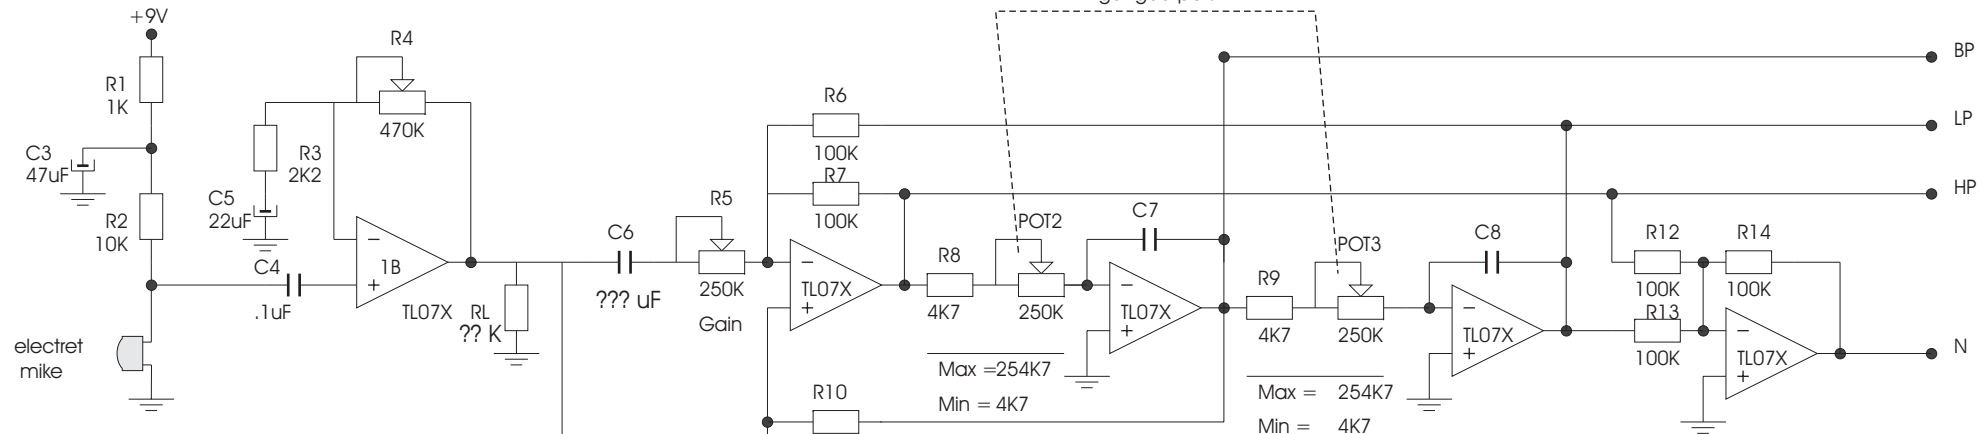 +9V
R1
1K
C3
47uF
R2
10K
electret
mike
C4
.1uF
R3
2K2
C5
22uF
R4
470K
−
1B
+
TL07X
RL
?? K
C6
??? uF
R5
250K
Gain
R6
100K
R7
100K
−
TL07X
+
R10
R8
4K7
POT2
250K
Max =254K7
Min = 4K7
C7
−
TL07X
+
R9
4K7
POT3
250K
Max = 254K7
Min = 4K7
C8
−
TL07X
+
R12
100K
R13
100K
R14
100K
−
TL07X
+
BP
LP
HP
N